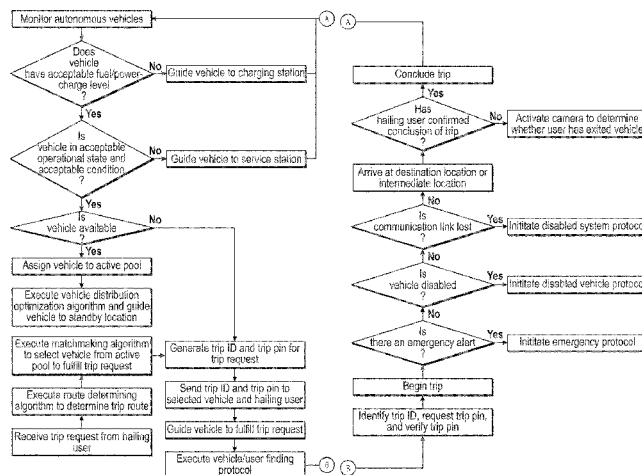 Monitor autonomous vehicles
Does
vehicle
have acceptable fuel/power-
charge level
?
No
Guide vehicle to charging station
Yes
Is
vehicle in acceptable
operational state and
acceptable condition
?
No
Guide vehicle to service station
Yes
Is
vehicle available?
No
Yes
Assign vehicle to active pool
Execute vehicle distribution
optimization algorithm and guide
vehicle to standby location
Execute matchmaking algorithm
to select vehicle from active
pool to fulfill trip request
Execute route determining
algorithm to determine trip route
Receive trip request from hailing
user
Generate trip ID and trip pin for
trip request
Send trip ID and trip pin to
selected vehicle and hailing user
Guide vehicle to fulfill trip request
Execute vehicle/user finding
protocol
A
A
Conclude trip
Yes
Has
hailing user confirmed
conclusion of trip
?
No
Activate camera to determine
whether user has exited vehicle
Arrive at destination location or
intermediate location
No
Is
communication link lost
?
Yes
Inititate disabled system protocol
No
Is
vehicle disabled
?
Yes
Inititate disabled vehicle protocol
No
Is
there an emergency alert
?
Yes
Inititate emergency protocol
Begin trip
Identify trip ID, request trip pin,
and verify trip pin